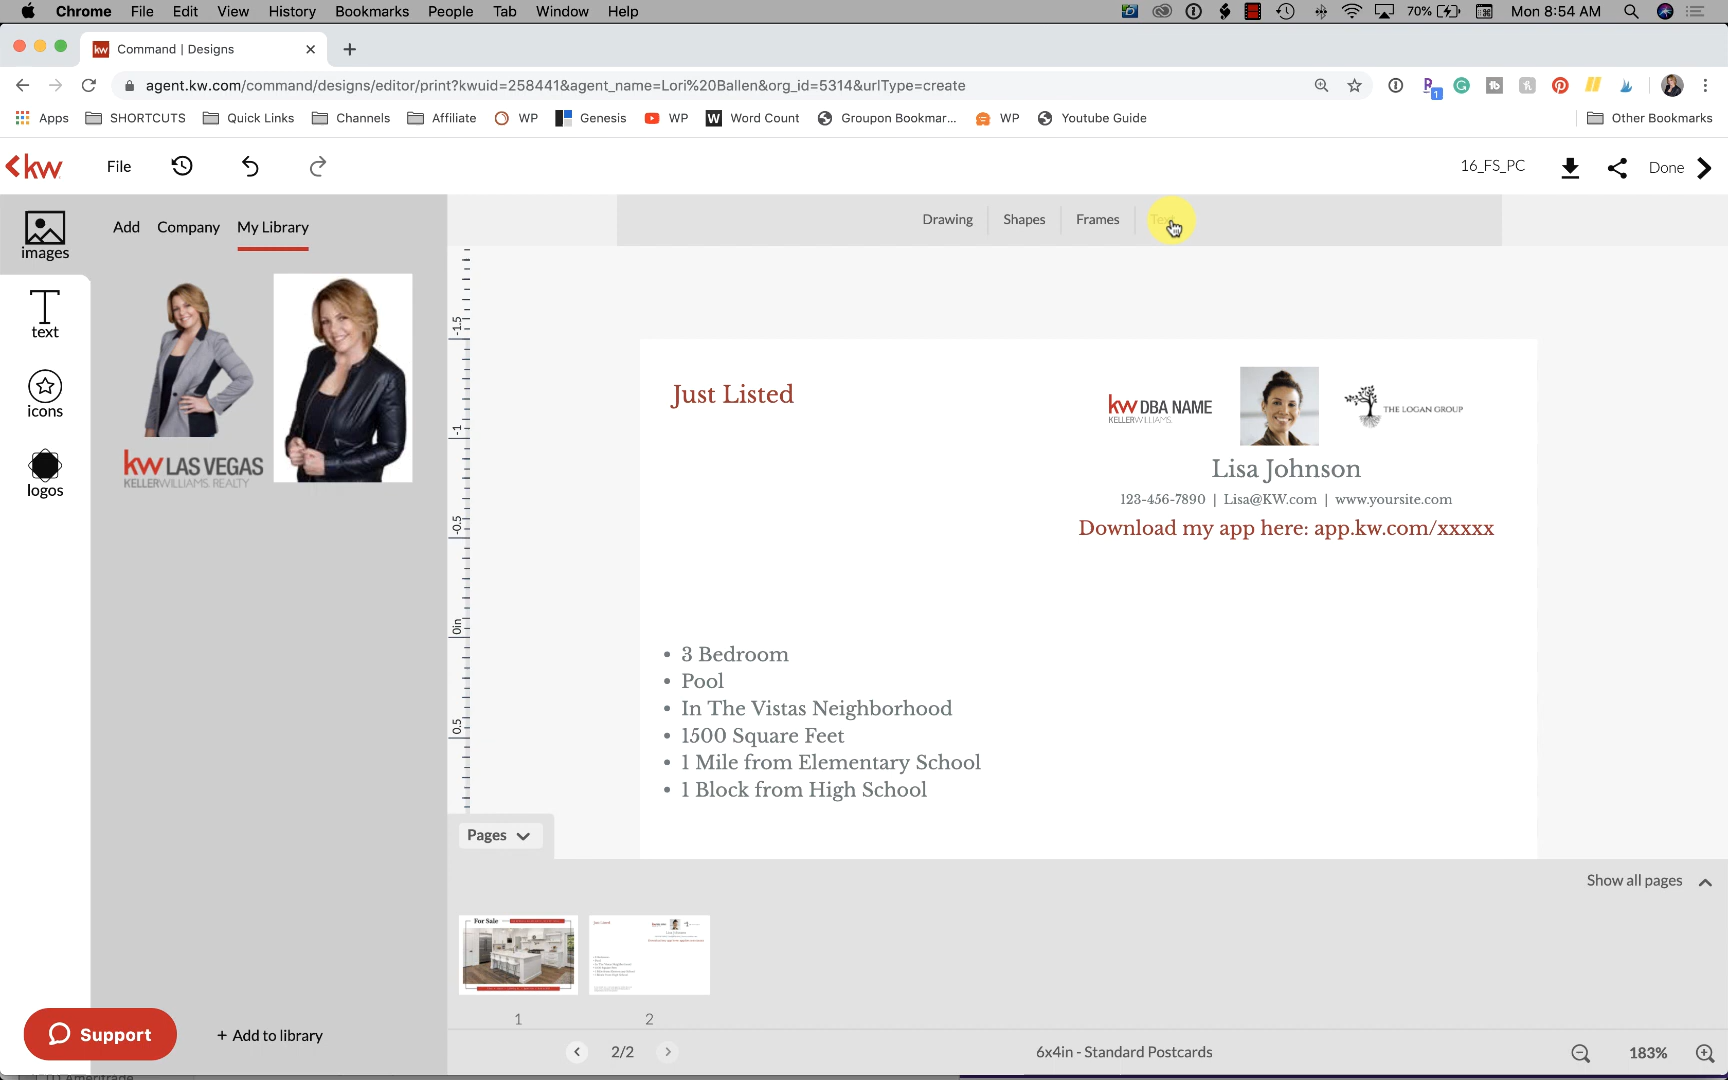 Chrome File Edit View History Bookmarks People Tab Window Help 70% Mon 8:54 AM
kw Command | Designs
agent.kw.com/command/designs/editor/print?kwuid=258441&agent_name=Lori%20Ballen&org_id=5314&urlType=create
Apps SHORTCUTS Quick Links Channels Affiliate WP Genesis WP W Word Count Groupon Bookmar... WP Youtube Guide Other Bookmarks
kw File 16_FS_PC Done
images Add Company My Library Drawing Shapes Frames Text
text
icons
logos
kw LAS VEGAS
KELLERWILLIAMS. REALTY
-1.5
-1
-0.5
0in
0.5
Just Listed
kw DBA NAME
KELLERWILLIAMS.
THE LOGAN GROUP
Lisa Johnson
123-456-7890 | Lisa@KW.com | www.yoursite.com
Download my app here: app.kw.com/xxxxx
• 3 Bedroom
• Pool
• In The Vistas Neighborhood
• 1500 Square Feet
• 1 Mile from Elementary School
• 1 Block from High School
Pages
Show all pages
For Sale
Just Listed
1 2
Support + Add to library
2/2 6x4in - Standard Postcards 183%